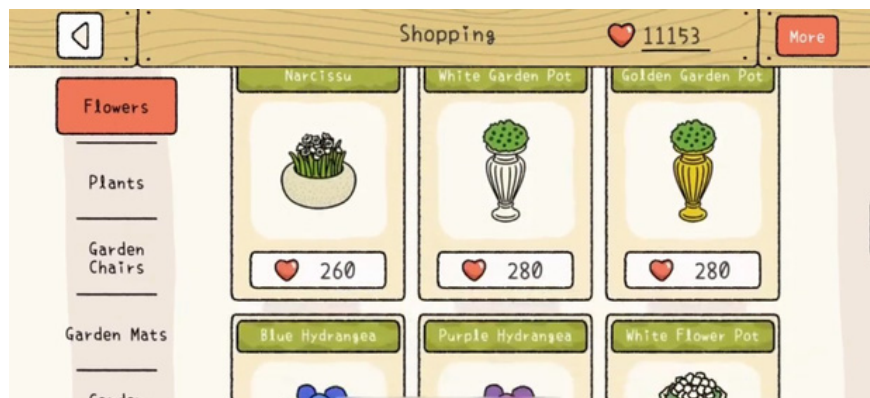 Shopping
11153
More
Flowers
Plants
Garden
Chairs
Garden Mats
Narcissu
White Garden Pot
Golden Garden Pot
260
280
280
Blue Hydrangea
Purple Hydrangea
White Flower Pot